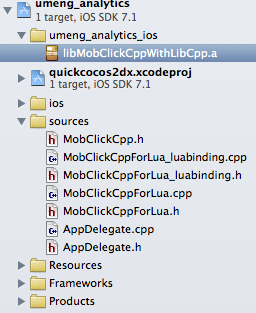 umeng_analytics
1 target, iOS SDK 7.1
umeng_analytics_ios
libMobClickCppWithLibCpp.a
quickcocos2dx.xcodeproj
1 target, iOS SDK 7.1
ios
sources
h MobClickCpp.h
C++ MobClickCppForLua_luabinding.cpp
h MobClickCppForLua_luabinding.h
C++ MobClickCppForLua.cpp
h MobClickCppForLua.h
C++ AppDelegate.cpp
h AppDelegate.h
Resources
Frameworks
Products